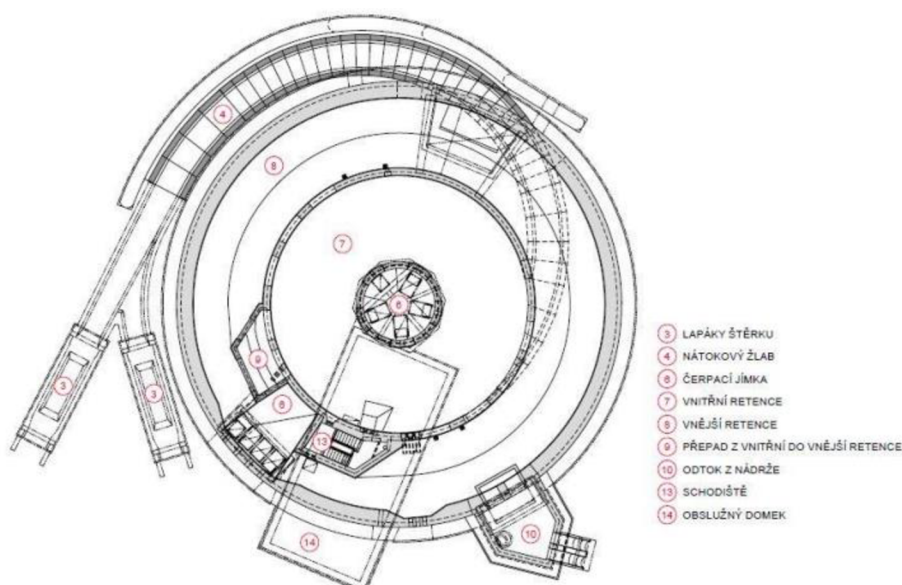 4
8
7
6
9
8
3
3
13
14
10
3 LAPÁKY ŠTĚRKU
4 NÁTOKOVÝ ŽLAB
6 ČERPACÍ JÍMKA
7 VNITŘNÍ RETENCE
8 VNĚJŠÍ RETENCE
9 PŘEPAD Z VNITŘNÍ DO VNĚJŠÍ RETENCE
10 ODTOK Z NÁDRŽE
13 SCHODIŠTĚ
14 OBSLUŽNÝ DOMEK